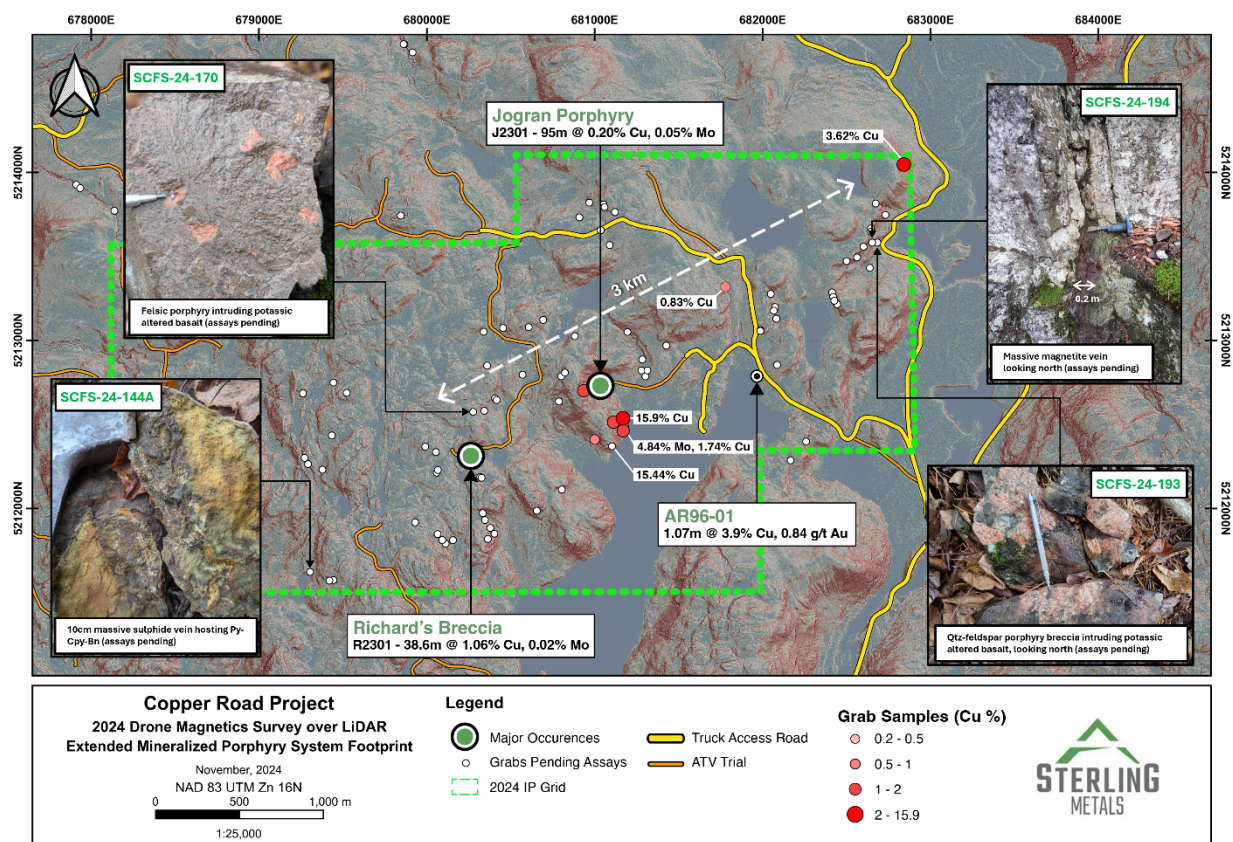 678000E
679000E
680000E
681000E
682000E
683000E
684000E
5214000N
5213000N
5212000N
5214000N
5213000N
5212000N
SCFS-24-170
Felsic porphyry intruding potassic
altered basalt (assays pending)
Jogran Porphyry
J2301 - 95m @ 0.20% Cu, 0.05% Mo
3.62% Cu
SCFS-24-194
0.2 m
Massive magnetite vein
looking north (assays pending)
3 km
0.83% Cu
SCFS-24-144A
10cm massive sulphide vein hosting Py-
Cpy-Bn (assays pending)
15.9% Cu
4.84% Mo, 1.74% Cu
15.44% Cu
AR96-01
1.07m @ 3.9% Cu, 0.84 g/t Au
SCFS-24-193
Qtz-feldspar porphyry breccia intruding potassic
altered basalt, looking north (assays pending)
Richard's Breccia
R2301 - 38.6m @ 1.06% Cu, 0.02% Mo
Copper Road Project
2024 Drone Magnetics Survey over LiDAR
Extended Mineralized Porphyry System Footprint
November, 2024
NAD 83 UTM Zn 16N
0 500 1,000 m
1:25,000
Legend
Major Occurences
Grabs Pending Assays
2024 IP Grid
Truck Access Road
ATV Trial
Grab Samples (Cu %)
0.2 - 0.5
0.5 - 1
1 - 2
2 - 15.9
STERLING
METALS